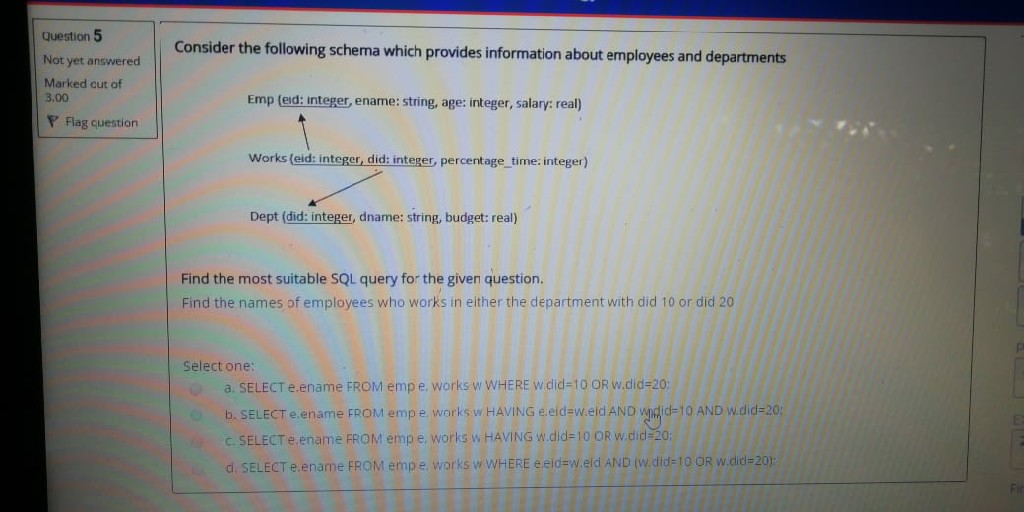 Question 5
Not yet answered
Marked out of
3.00
Flag question
Consider the following schema which provides information about employees and departments
Emp (eid: integer, ename: string, age: integer, salary: real)
Works (eid: integer, did: integer, percentage_time: integer)
Dept (did: integer, dname: string, budget: real)
Find the most suitable SQL query for the given question.
Find the names of employees who works in either the department with did 10 or did 20
Select one:
a. SELECT e.ename FROM emp e, works w WHERE w.did=10 OR w.did=20;
b. SELECT e.ename FROM emp e, works w HAVING e.eid=w.eid AND w.did=10 AND w.did=20;
c. SELECT e.ename FROM emp e, works w HAVING w.did=10 OR w.did=20;
d. SELECT e.ename FROM emp e, works w WHERE e.eid=w.eid AND (w.did=10 OR w.did=20);